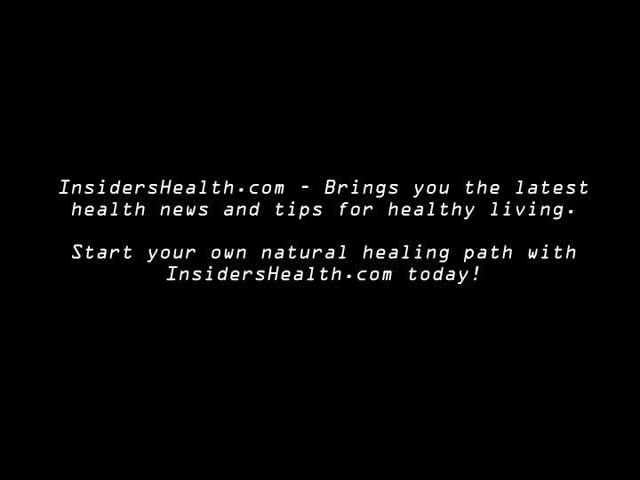 InsidersHealth.com - Brings you the latest
health news and tips for healthy living.
Start your own natural healing path with
InsidersHealth.com today!